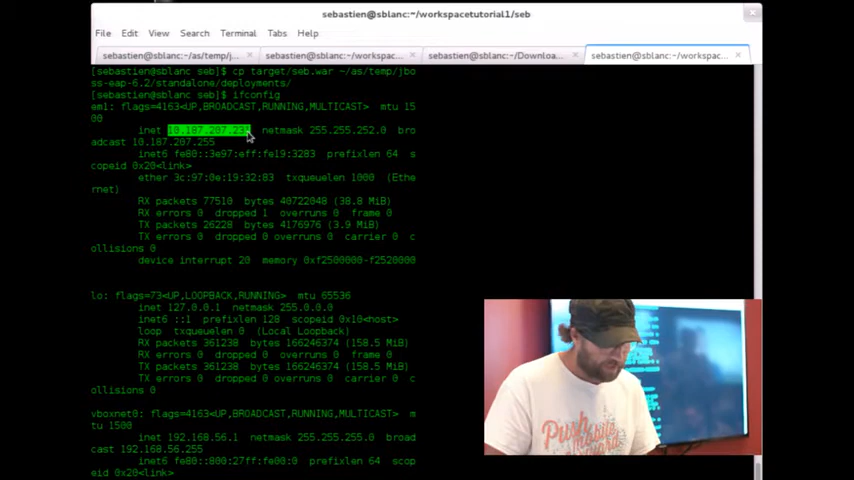 sebastien@sblanc:~/workspacetutorial1/seb
File Edit View Search Terminal Tabs Help
sebastien@sblanc:~/as/temp/j... sebastien@sblanc:~/workspac... sebastien@sblanc:~/Downloa... sebastien@sblanc:~/workspac...
[sebastien@sblanc seb]$ cp target/seb.war ~/as/temp/jbo
ss-eap-6.2/standalone/deployments/
[sebastien@sblanc seb]$ ifconfig
em1: flags=4163<UP,BROADCAST,RUNNING,MULTICAST> mtu 15
00
inet netmask 255.255.252.0 bro
adcast 10.187.207.255
inet6 fe80::3e97:eff:fe19:3283 prefixlen 64 s
copeid 0x20<link>
ether 3c:97:0e:19:32:83 txqueuelen 1000 (Ethe
rnet)
RX packets 77510 bytes 40722048 (38.8 MiB)
RX errors 0 dropped 1 overruns 0 frame 0
TX packets 26228 bytes 4176976 (3.9 MiB)
TX errors 0 dropped 0 overruns 0 carrier 0 c
ollisions 0
device interrupt 20 memory 0xf2500000-f2520000
lo: flags=73<UP,LOOPBACK,RUNNING> mtu 65536
inet 127.0.0.1 netmask 255.0.0.0
inet6 ::1 prefixlen 128 scopeid 0x10<host>
loop txqueuelen 0 (Local Loopback)
RX packets 361238 bytes 166246374 (158.5 MiB)
RX errors 0 dropped 0 overruns 0 frame 0
TX packets 361238 bytes 166246374 (158.5 MiB)
TX errors 0 dropped 0 overruns 0 carrier 0 c
ollisions 0
vboxnet0: flags=4163<UP,BROADCAST,RUNNING,MULTICAST> m
tu 1500
inet 192.168.56.1 netmask 255.255.255.0 broad
cast 192.168.56.255
inet6 fe80::800:27ff:fe00:0 prefixlen 64 scop
eid 0x20<link>
Push
mobile